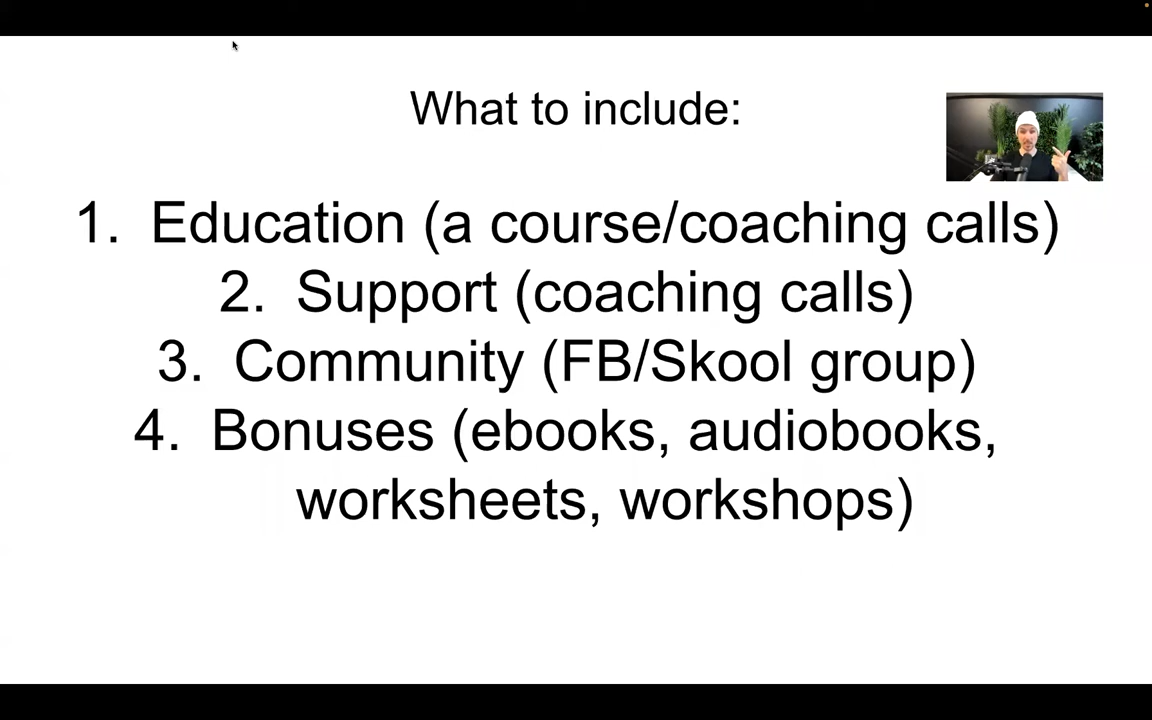 What to include:
1. Education (a course/coaching calls)
2. Support (coaching calls)
3. Community (FB/Skool group)
4. Bonuses (ebooks, audiobooks,
worksheets, workshops)